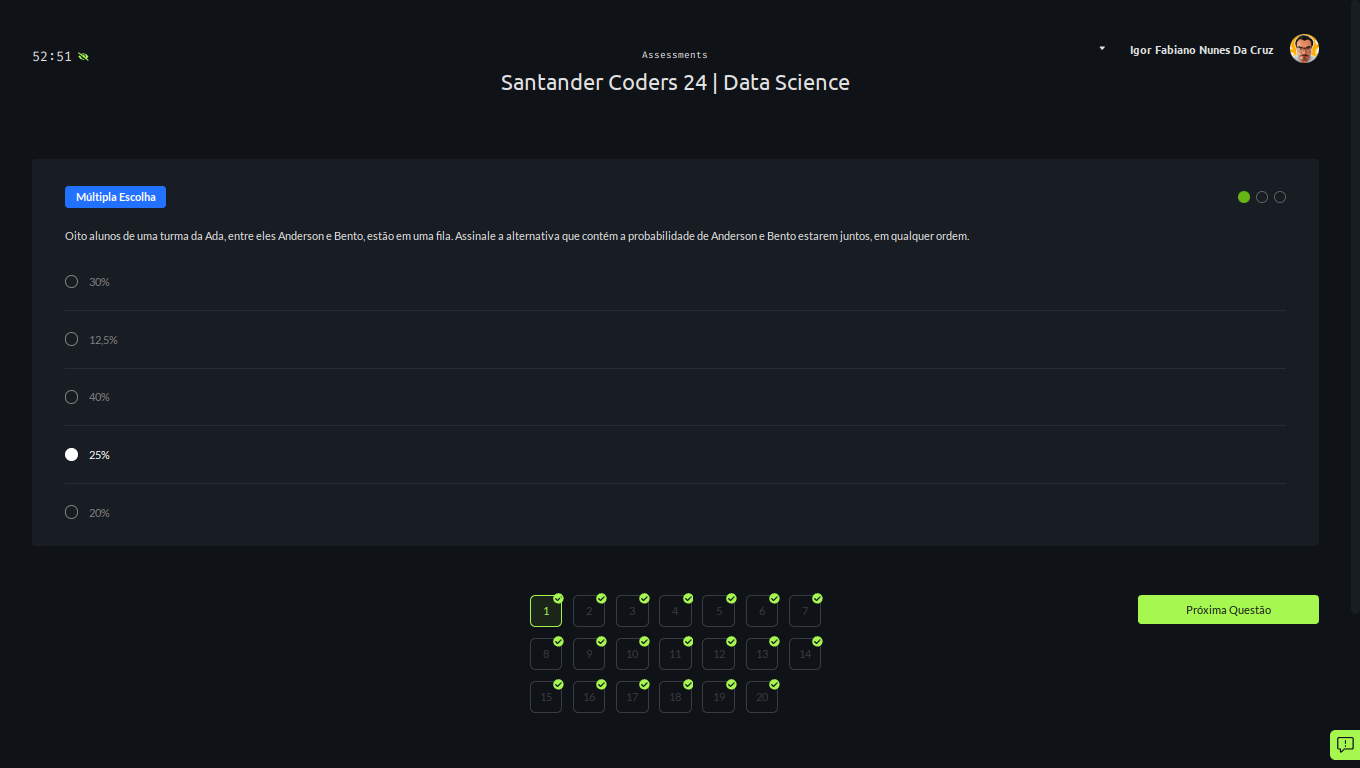 52:51
Assessments
Igor Fabiano Nunes Da Cruz
Santander Coders 24 | Data Science
Múltipla Escolha
Oito alunos de uma turma da Ada, entre eles Anderson e Bento, estão em uma fila. Assinale a alternativa que contém a probabilidade de Anderson e Bento estarem juntos, em qualquer ordem.
30%
12,5%
40%
25%
20%
1 2 3 4 5 6 7
Próxima Questão
8 9 10 11 12 13 14
15 16 17 18 19 20